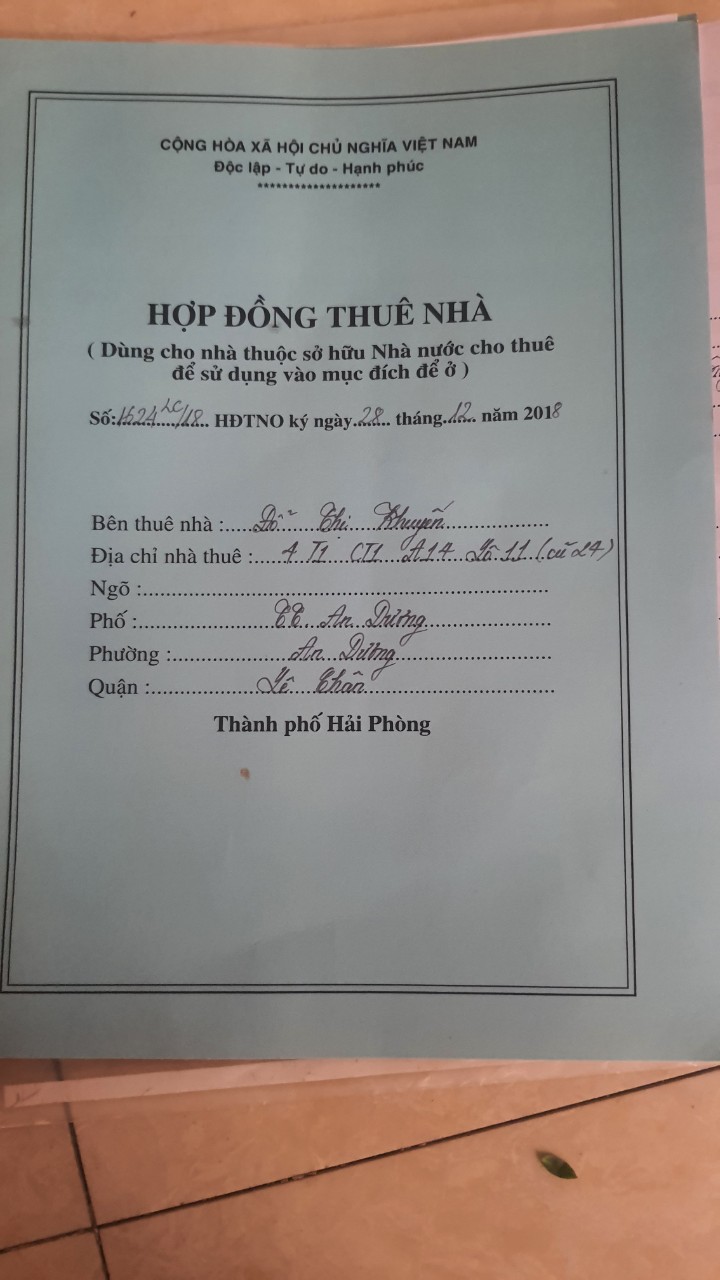 CỘNG HÒA XÃ HỘI CHỦ NGHĨA VIỆT NAM
Độc lập - Tự do - Hạnh phúc
********************
HỢP ĐỒNG THUÊ NHÀ
( Dùng cho nhà thuộc sở hữu Nhà nước cho thuê
để sử dụng vào mục đích để ở )
Số:1524 LC/18 HĐTNO ký ngày 28 tháng 12 năm 2018
Bên thuê nhà : Thị Khuyến
Địa chỉ nhà thuê : 4 T1 CT1 A14 Lô 11 (cũ 24)
Ngõ :
Phố : TT An Dương
Phường : An Dương
Quận : Lê Chân
Thành phố Hải Phòng